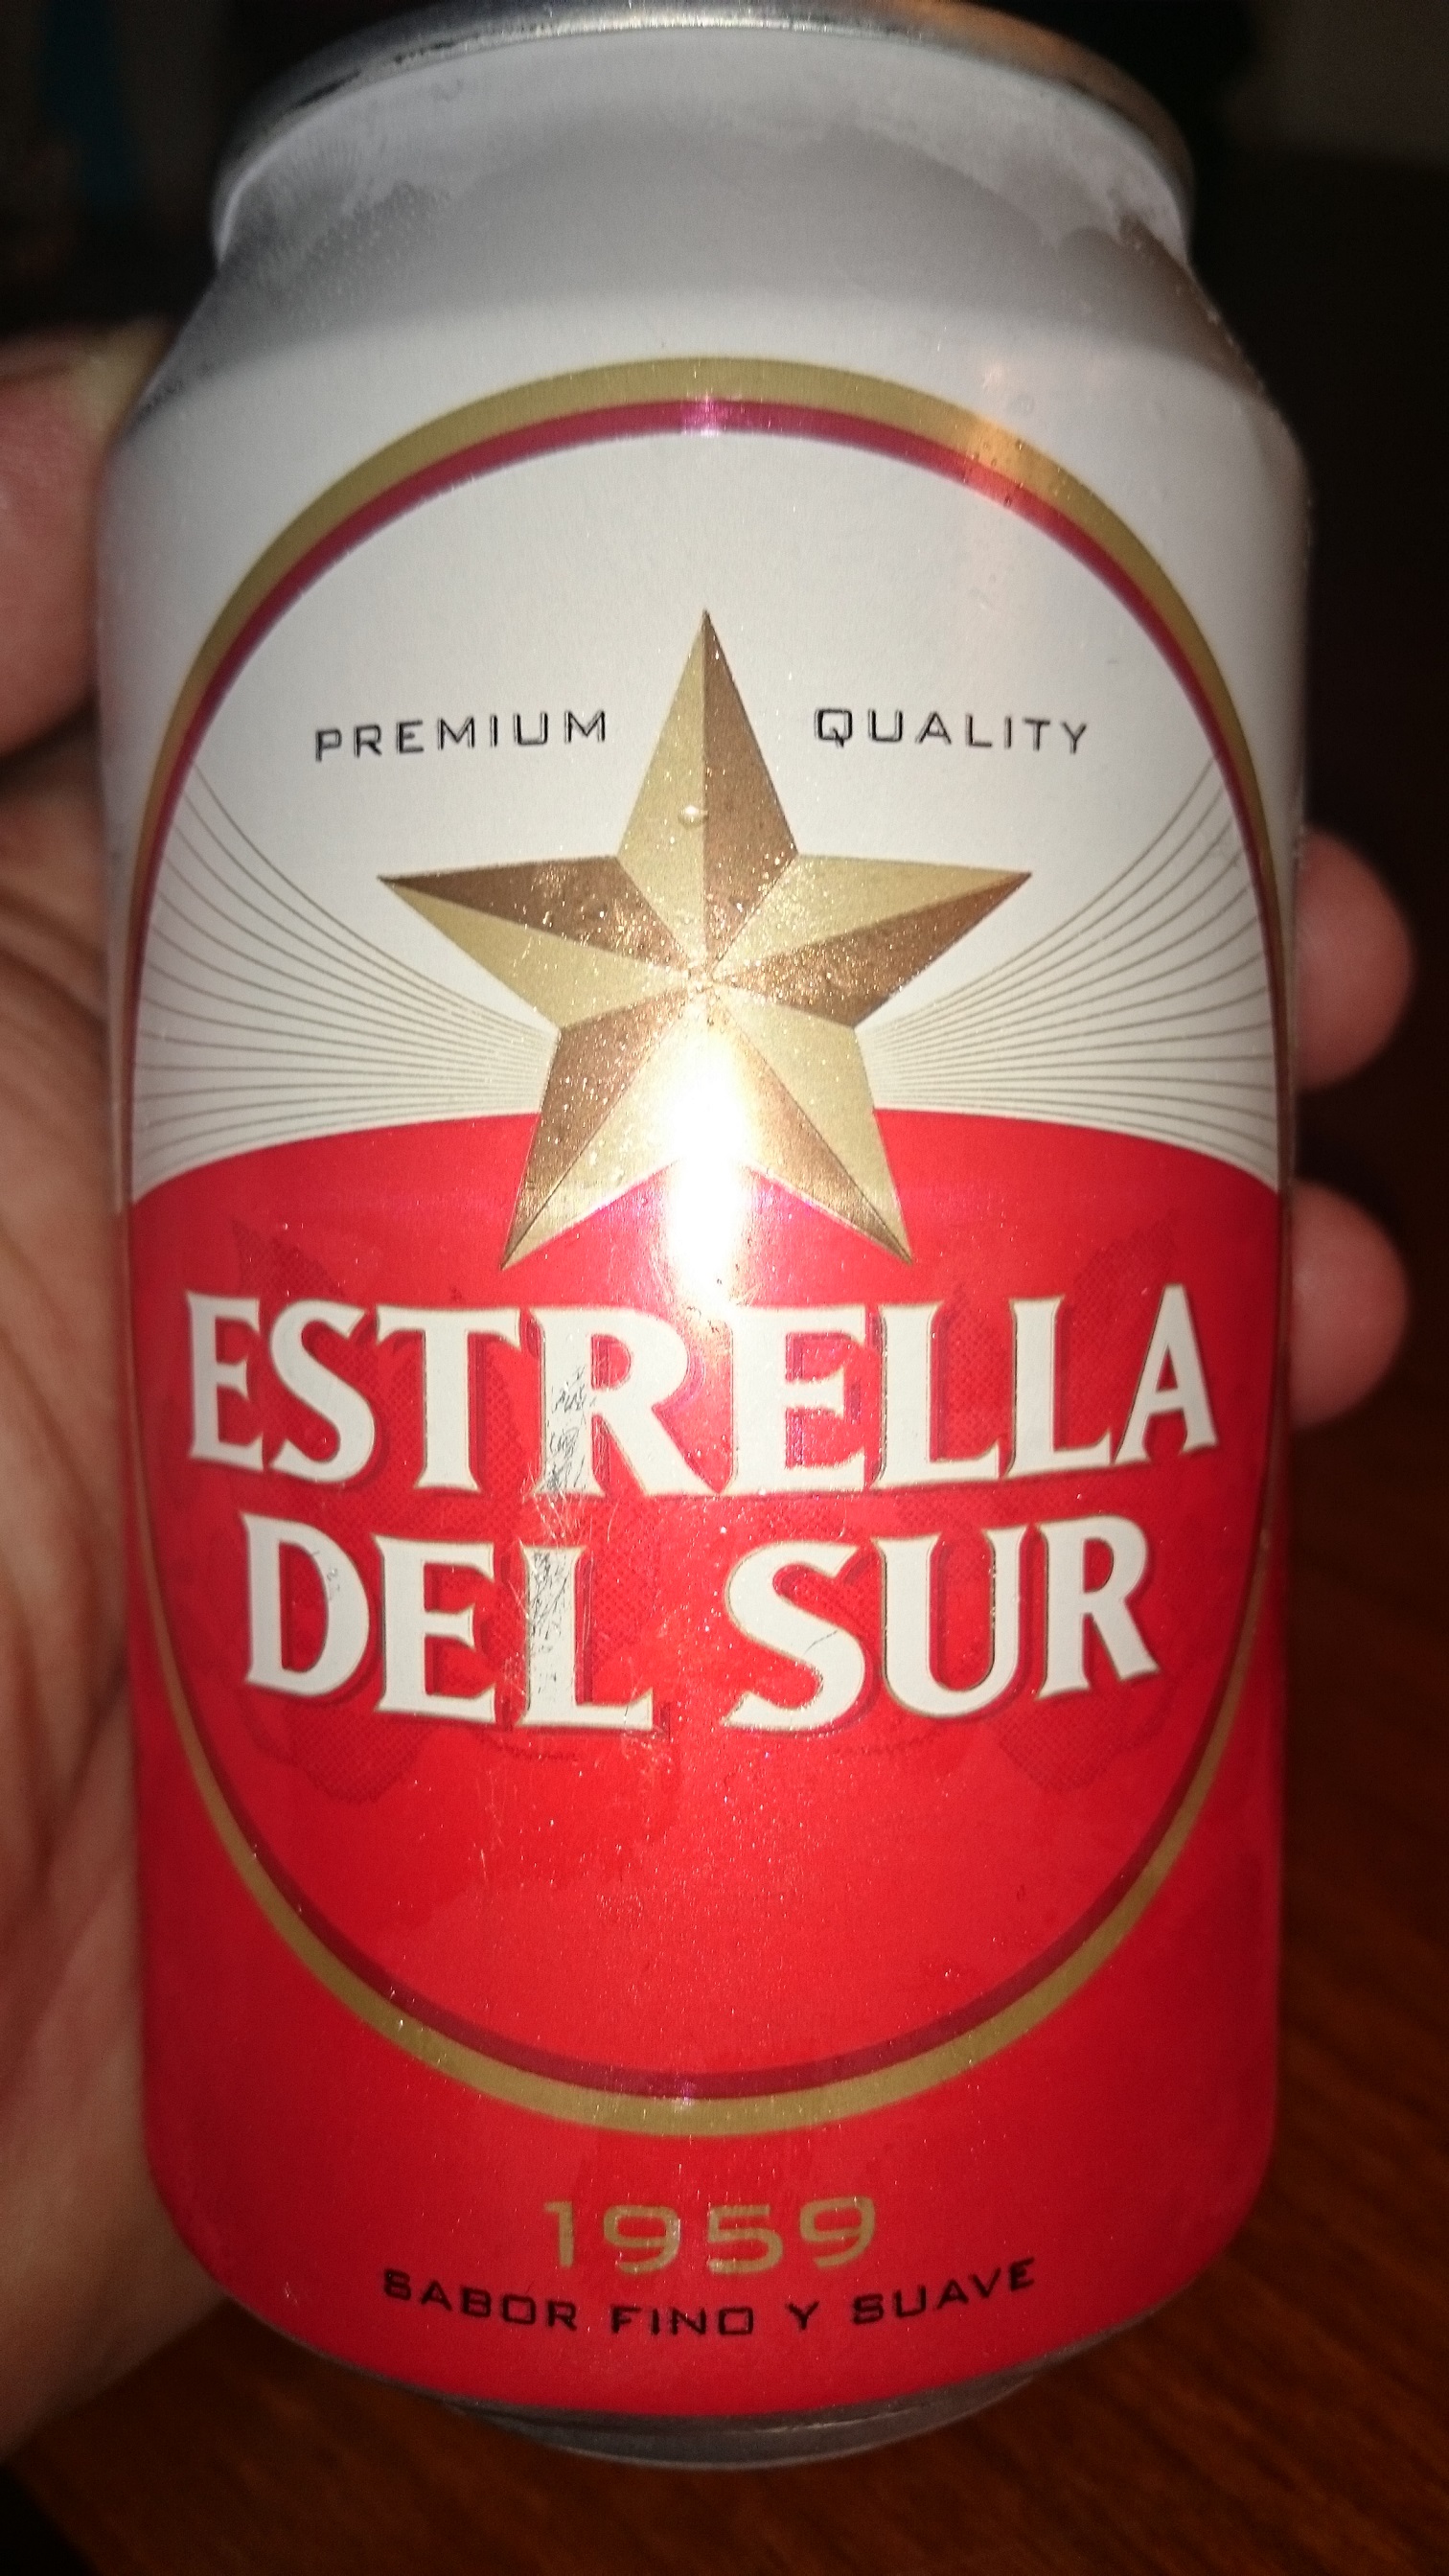 PREMIUM QUALITY
ESTRELLA
DEL SUR
1959
SABOR FINO Y SUAVE